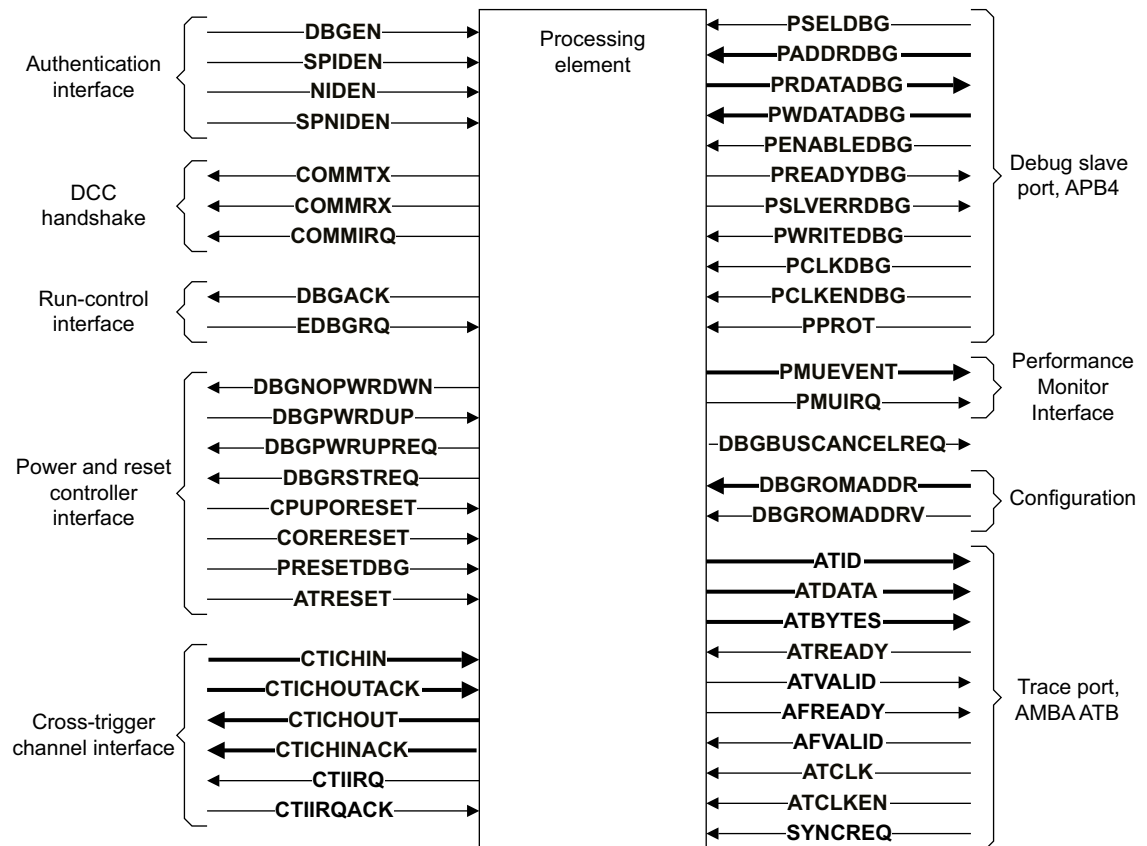 Processing
element
Authentication
interface
DBGEN
SPIDEN
NIDEN
SPNIDEN
DCC
handshake
COMMTX
COMMRX
COMMIRQ
Run-control
interface
DBGACK
EDBGRQ
Power and reset
controller
interface
DBGNOPWRDWN
DBGPWRDUP
DBGPWRUPREQ
DBGRSTREQ
CPUPORESET
CORERESET
PRESETDBG
ATRESET
Cross-trigger
channel interface
CTICHIN
CTICHOUTACK
CTICHOUT
CTICHINACK
CTIIRQ
CTIIRQACK
PSELDBG
PADDRDBG
PRDATADBG
PWDATADBG
PENABLEDBG
PREADYDBG
PSLVERRDBG
PWRITEDBG
PCLKDBG
PCLKENDBG
PPROT
Debug slave
port, APB4
PMUEVENT
PMUIRQ
Performance
Monitor
Interface
DBGBUSCANCELREQ
DBGROMADDR
DBGROMADDRV
Configuration
ATID
ATDATA
ATBYTES
ATREADY
ATVALID
AFREADY
AFVALID
ATCLK
ATCLKEN
SYNCREQ
Trace port,
AMBA ATB